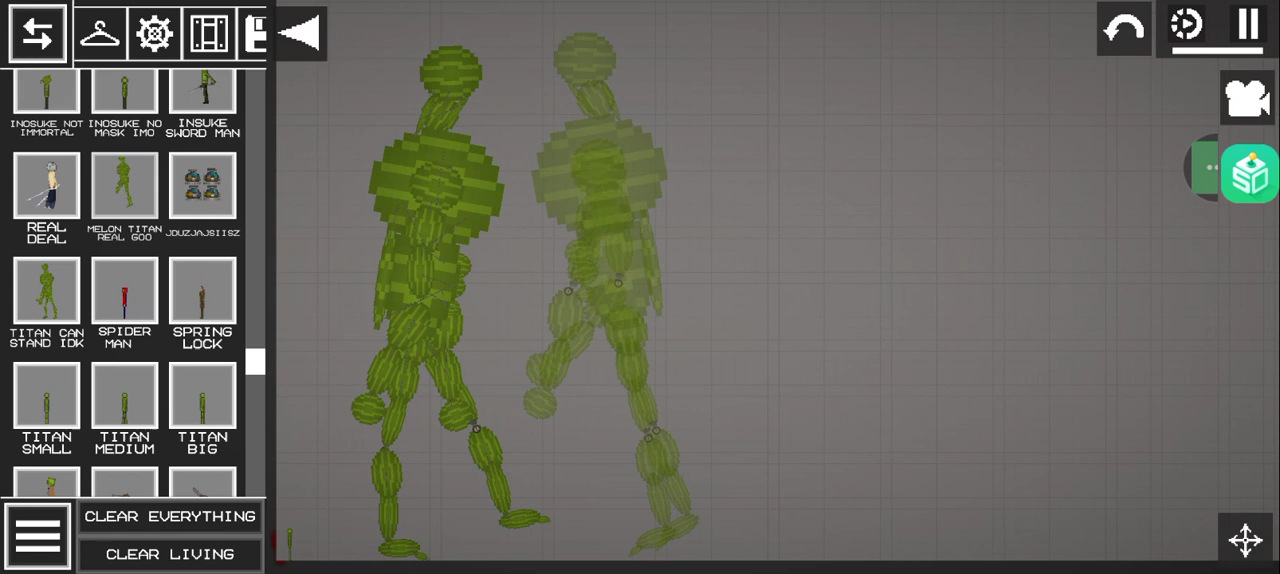 INOSUKE NOT
IMMORTAL
INOSUKE NO
MASK IMO
INSUKE
SWORD MAN
REAL
DEAL
MELON TITAN
REAL GOO
JDUZJAJSIISZ
TITAN CAN
STAND IDK
SPIDER
MAN
SPRING
LOCK
TITAN
SMALL
TITAN
MEDIUM
TITAN
BIG
CLEAR EVERYTHING
CLEAR LIVING